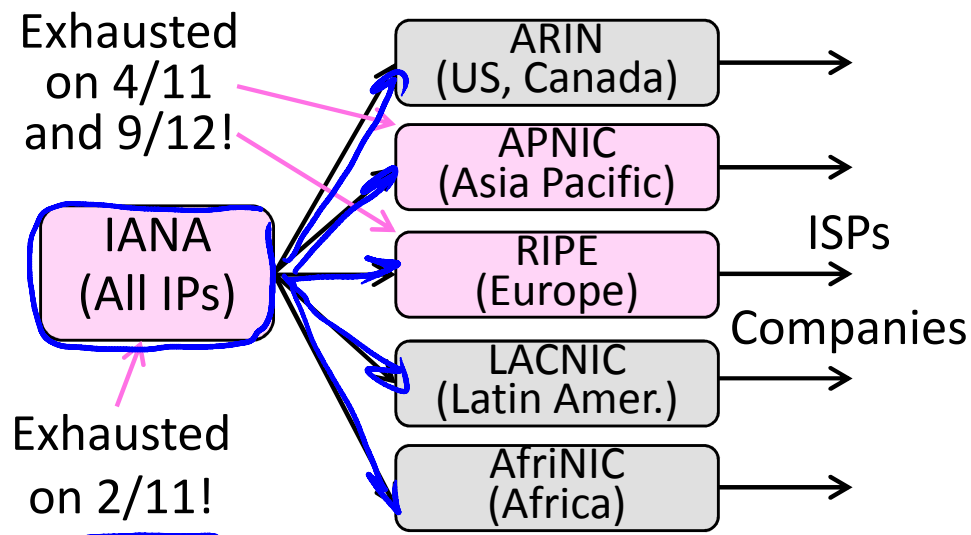 Exhausted
on 4/11
and 9/12!
IANA
(All IPs)
Exhausted
on 2/11!
ARIN
(US, Canada)
APNIC
(Asia Pacific)
RIPE
(Europe)
LACNIC
(Latin Amer.)
AfriNIC
(Africa)
ISPs
Companies